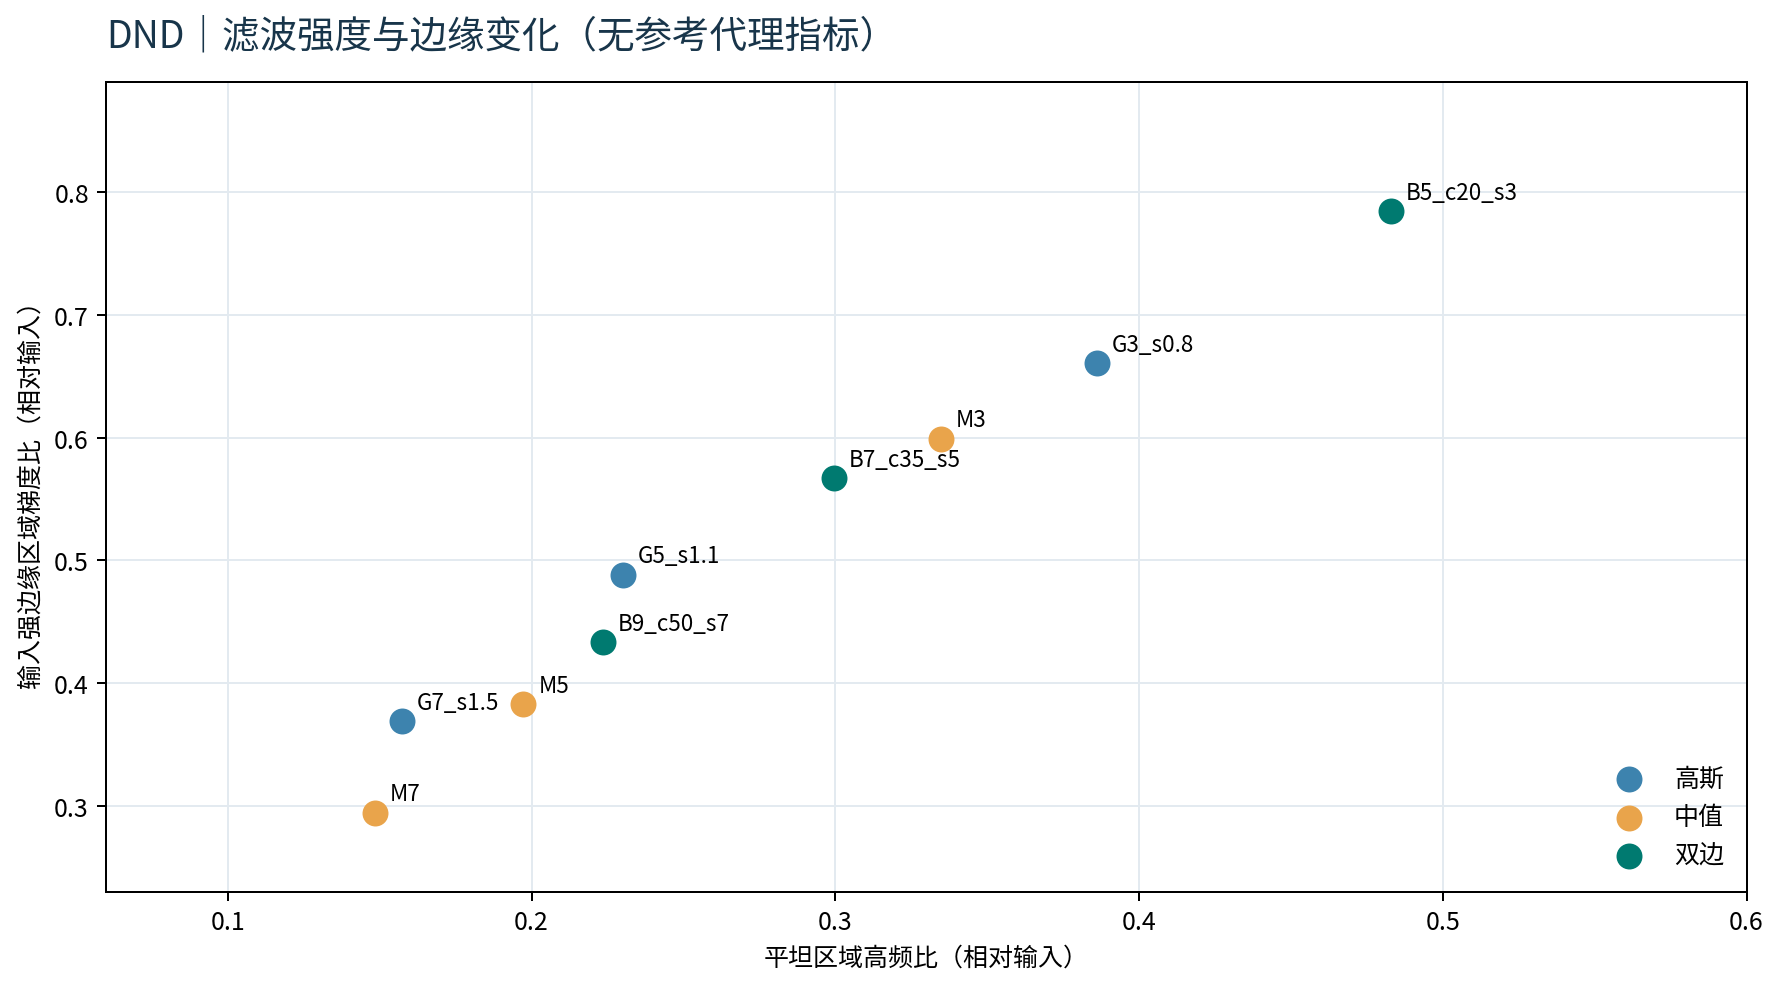 DND｜滤波强度与边缘变化（无参考代理指标）
输入强边缘区域梯度比（相对输入）
0.8
0.7
0.6
0.5
0.4
0.3
B5_c20_s3
G3_s0.8
M3
B7_c35_s5
G5_s1.1
B9_c50_s7
M5
G7_s1.5
M7
高斯
中值
双边
0.1
0.2
0.3
0.4
0.5
0.6
平坦区域高频比（相对输入）